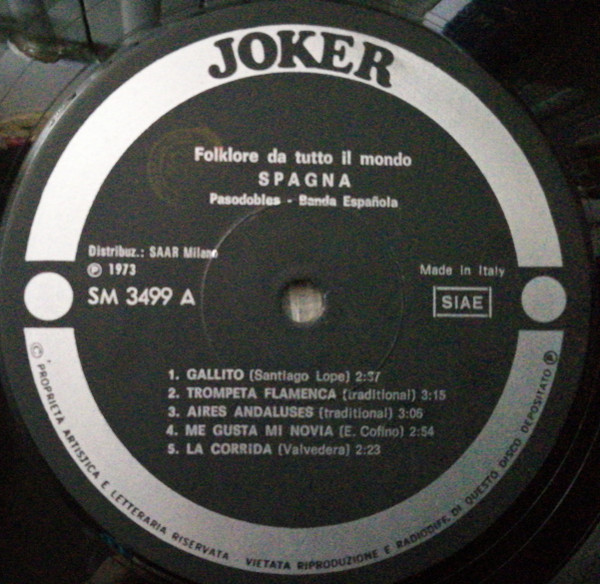 JOKER
Folklore da tutto il mondo
SPAGNA
Pasodobles - Banda Española
Distribuz.: SAAR Milano
Ⓟ 1973
SM 3499 A
Made in Italy
SIAE
1. GALLITO (Santiago Lope) 2:37
2. TROMPETA FLAMENCA (traditional) 3:15
3. AIRES ANDALUSES (traditional) 3:06
4. ME GUSTA MI NOVIA (E. Cofino) 2:54
5. LA CORRIDA (Valvedera) 2:23
© PROPRIETÀ ARTISTICA E LETTERARIA RISERVATA - VIETATA RIPRODUZIONE E RADIODIFF. DI QUESTO DISCO DEPOSITATO Ⓟ